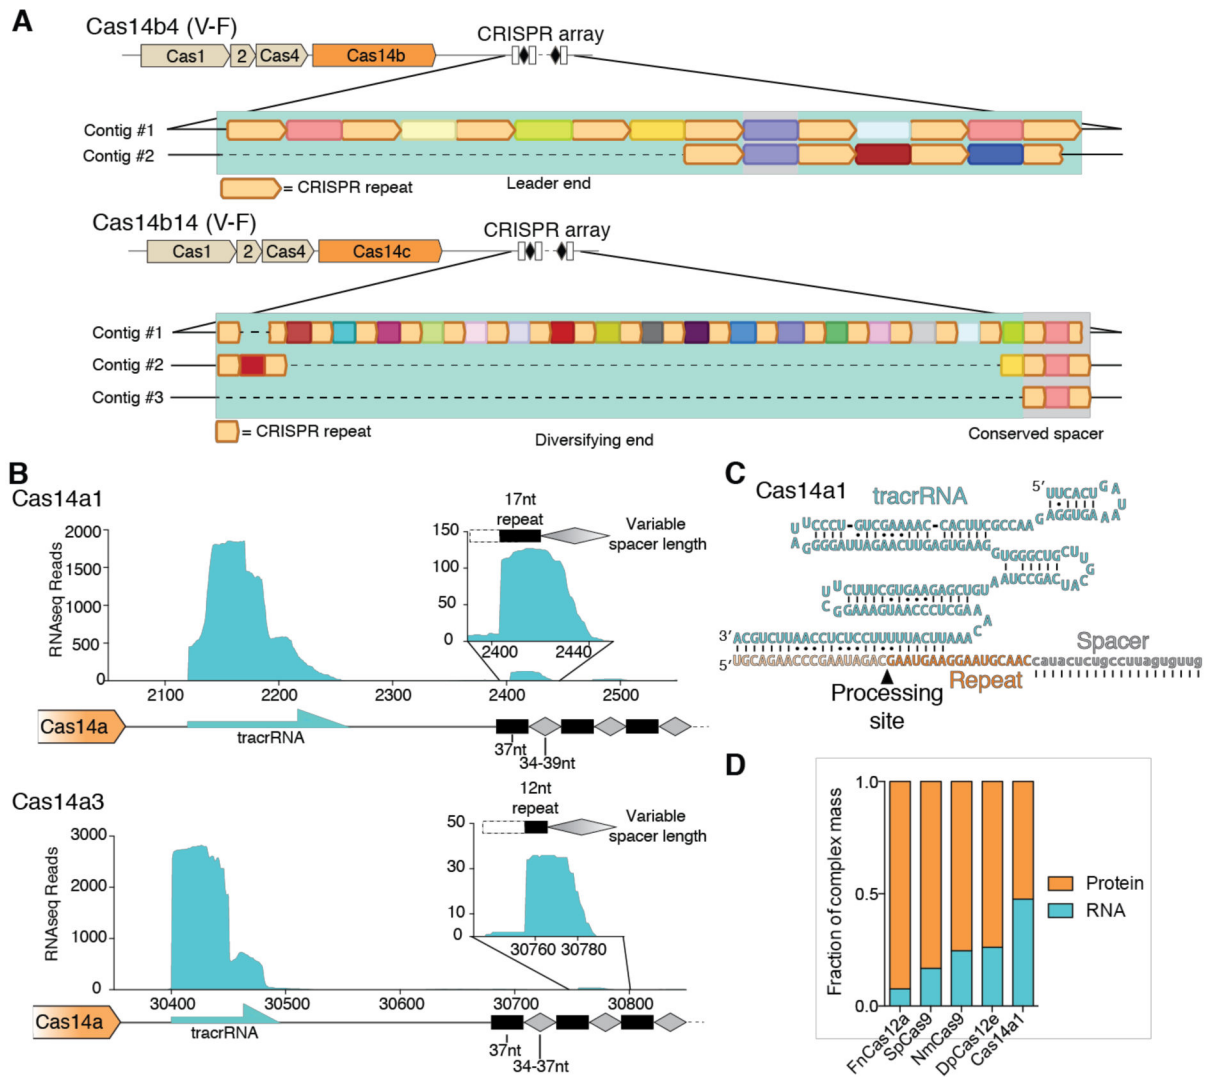 A
Cas14b4 (V-F)
Cas1
2
Cas4
Cas14b
CRISPR array
Contig #1
Contig #2
= CRISPR repeat
Leader end
Cas14b14 (V-F)
Cas1
2
Cas4
Cas14c
CRISPR array
Contig #1
Contig #2
Contig #3
= CRISPR repeat
Diversifying end
Conserved spacer
B
Cas14a1
RNAseq Reads
2000
1500
1000
500
0
2100
2200
2300
2400
2500
17nt
repeat
Variable
spacer length
150
100
50
0
2400
2440
Cas14a
tracrRNA
37nt
34-39nt
Cas14a3
RNAseq Reads
3000
2000
1000
0
30400
30500
30600
30700
30800
12nt
repeat
Variable
spacer length
50
30
10
0
30760
30780
Cas14a
tracrRNA
37nt
34-37nt
C
Cas14a1
tracrRNA
5′
3′
ACGUCUUAACCUCUCCUUUUUACUUAAA
5′
UGCAGAACCCGAAUAGACGAAUGAAGGAAUGCAACcauacucugccuuaguguug
Spacer
Repeat
Processing
site
D
Fraction of complex mass
1.0
0.5
0.0
FnCas12a
SpCas9
NmCas9
DpCas12e
Cas14a1
Protein
RNA